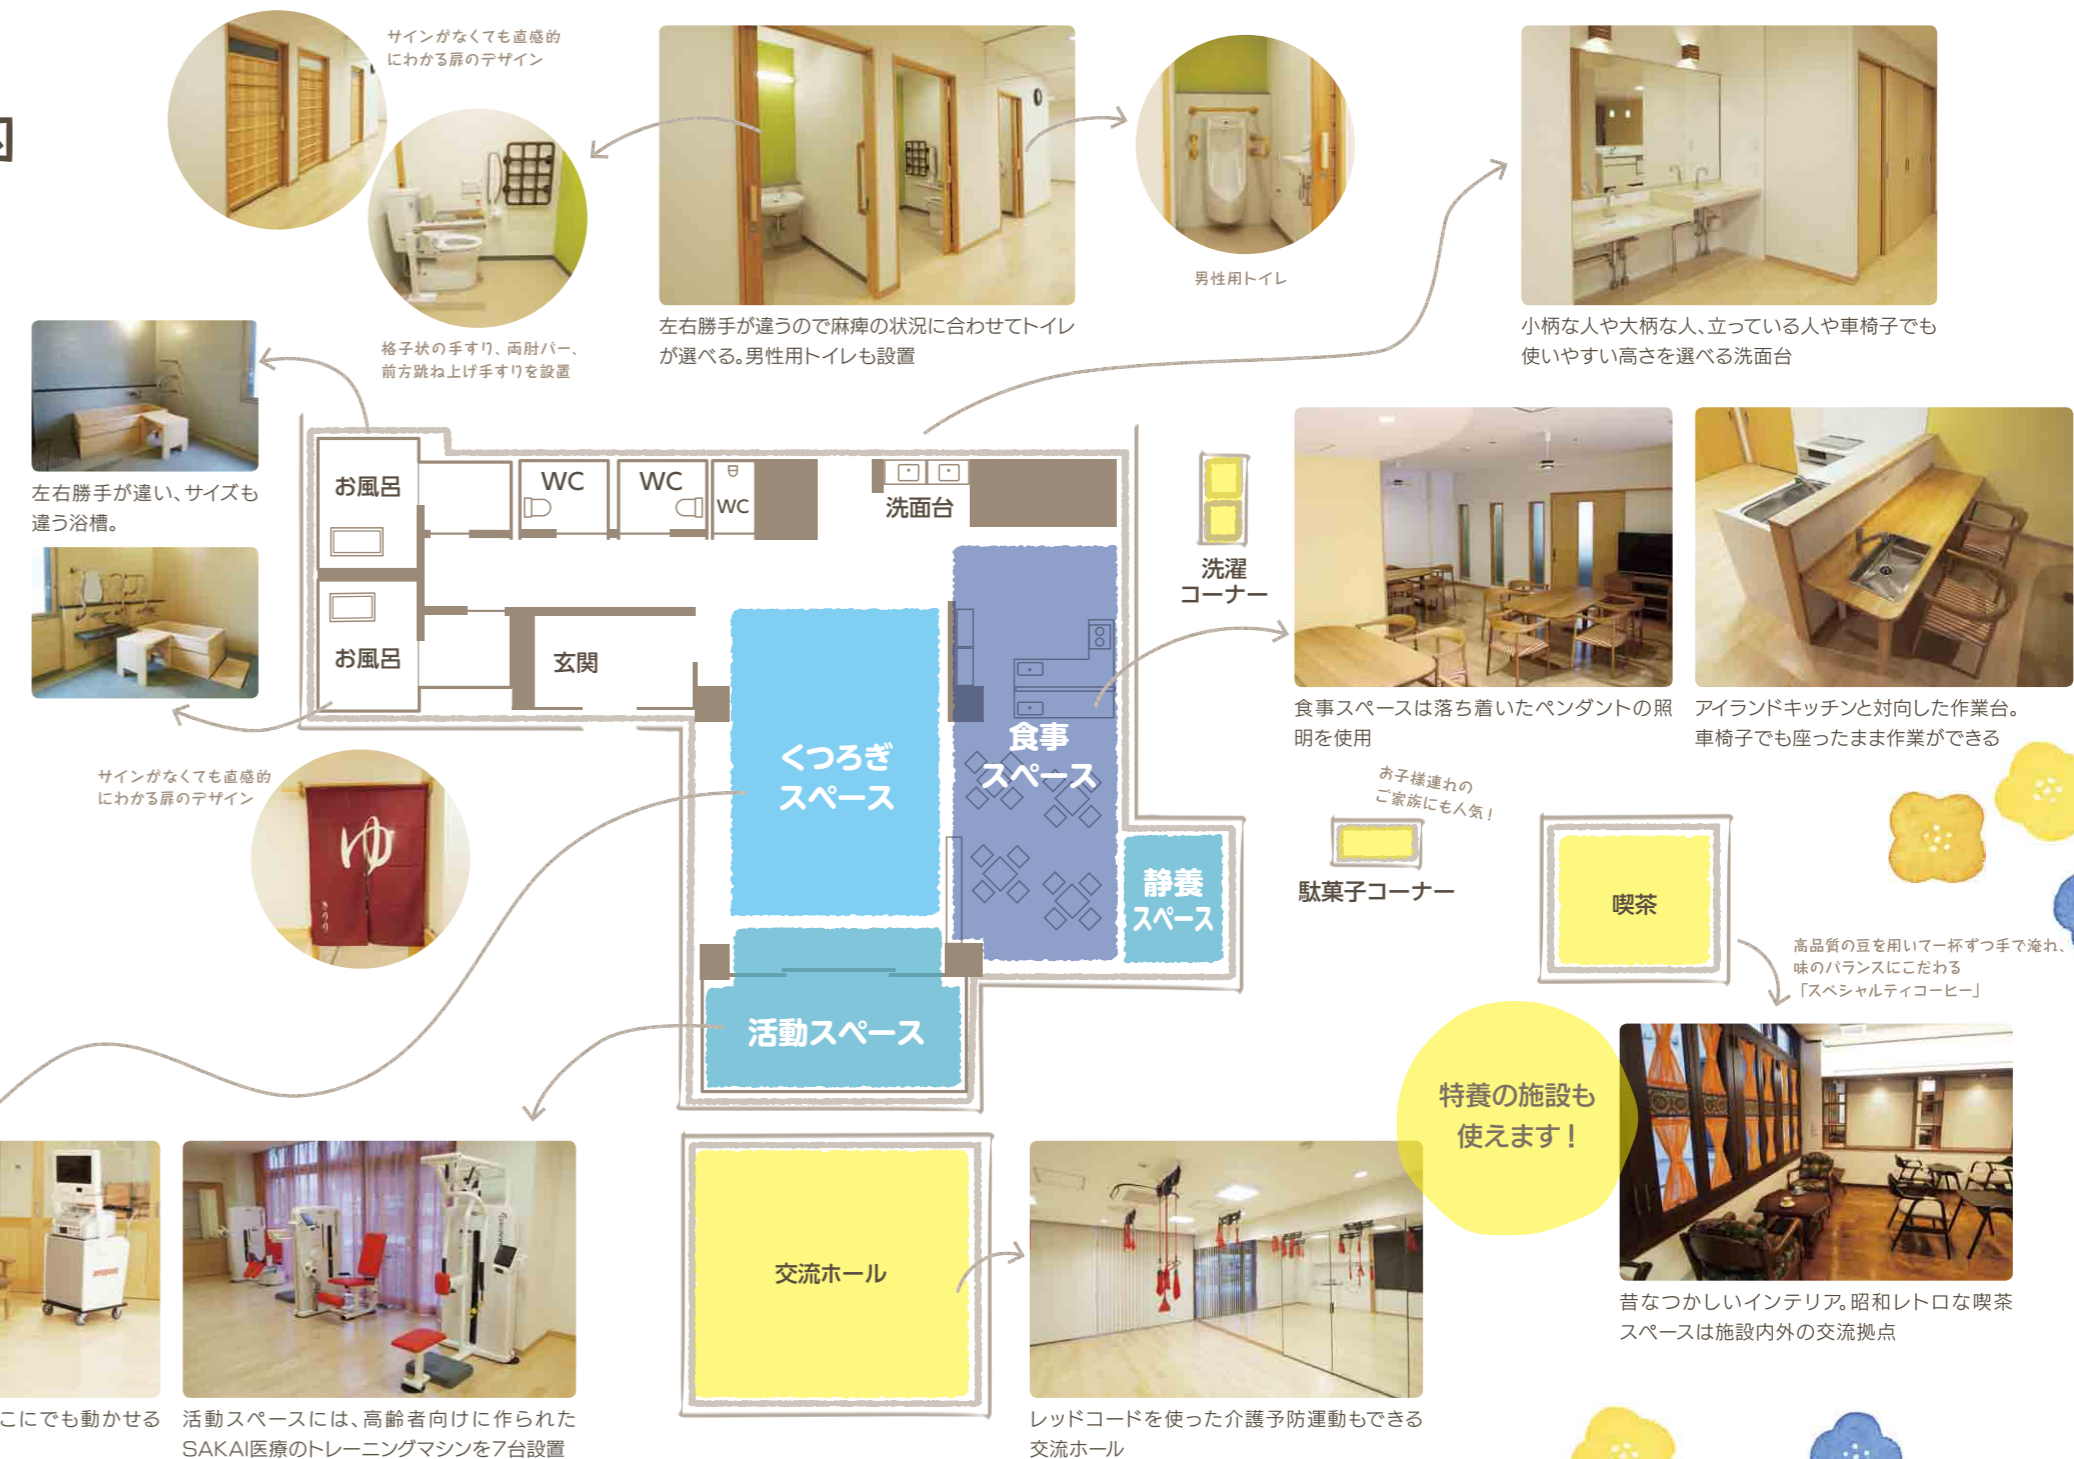 図
サインがなくても直感的
にわかる扉のデザイン
格子状の手すり、両肘バー、
前方跳ね上げ手すりを設置
左右勝手が違うので麻痺の状況に合わせてトイレ
が選べる。男性用トイレも設置
男性用トイレ
小柄な人や大柄な人、立っている人や車椅子でも
使いやすい高さを選べる洗面台
左右勝手が違い、サイズも
違う浴槽。
お風呂
WC
WC
WC
洗面台
お風呂
玄関
洗濯
コーナー
食事スペースは落ち着いたペンダントの照
明を使用
アイランドキッチンと対向した作業台。
車椅子でも座ったまま作業ができる
サインがなくても直感的
にわかる扉のデザイン
ゆ
きりり
くつろぎ
スペース
食事
スペース
静養
スペース
活動スペース
お子様連れの
ご家族にも人気！
駄菓子コーナー
喫茶
高品質の豆を用いて一杯ずつ手で淹れ、
味のバランスにこだわる
「スペシャルティコーヒー」
特養の施設も
使えます！
昔なつかしいインテリア。昭和レトロな喫茶
スペースは施設内外の交流拠点
こにでも動かせる
活動スペースには、高齢者向けに作られた
SAKAI医療のトレーニングマシンを7台設置
交流ホール
レッドコードを使った介護予防運動もできる
交流ホール